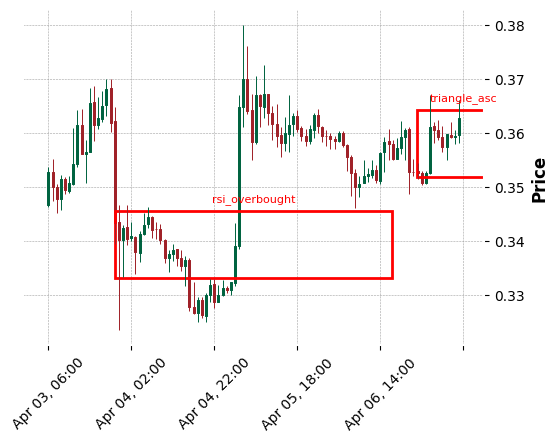 0.38
0.37
triangle_asc
0.36
0.35
rsi_overbought
0.34
0.33
Price
Apr 03, 06:00
Apr 04, 02:00
Apr 04, 22:00
Apr 05, 18:00
Apr 06, 14:00